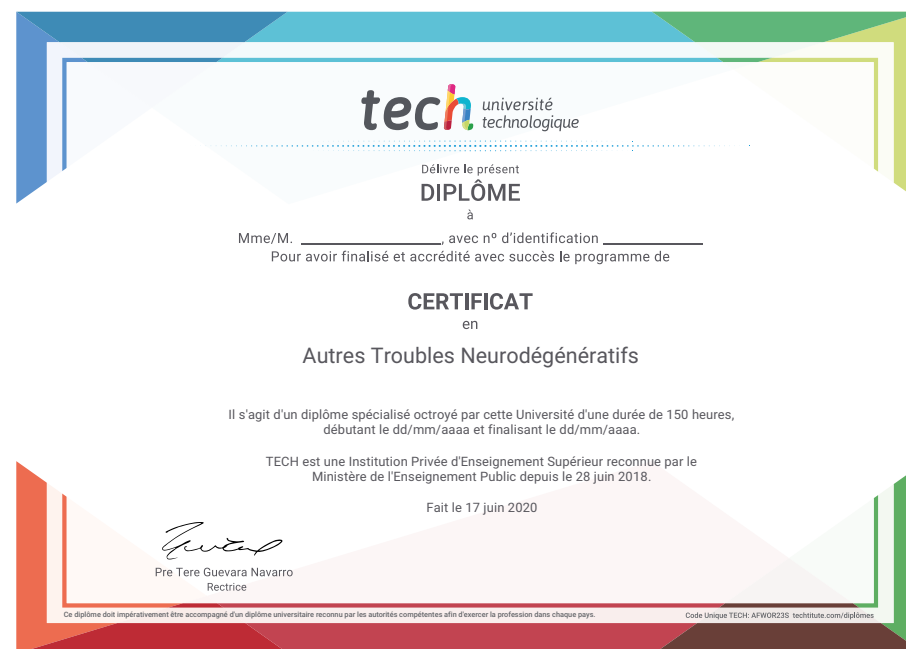 tech université
technologique
Délivre le présent
DIPLÔME
à
Mme/M. ____________________, avec nº d'identification ______________
Pour avoir finalisé et accrédité avec succès le programme de
CERTIFICAT
en
Autres Troubles Neurodégénératifs
Il s'agit d'un diplôme spécialisé octroyé par cette Université d'une durée de 150 heures,
débutant le dd/mm/aaaa et finalisant le dd/mm/aaaa.
TECH est une Institution Privée d'Enseignement Supérieur reconnue par le
Ministère de l'Enseignement Public depuis le 28 juin 2018.
Fait le 17 juin 2020
Pre Tere Guevara Navarro
Rectrice
Ce diplôme doit impérativement être accompagné d'un diplôme universitaire reconnu par les autorités compétentes afin d'exercer la profession dans chaque pays.
Code Unique TECH: AFWOR23S techtitute.com/diplômes